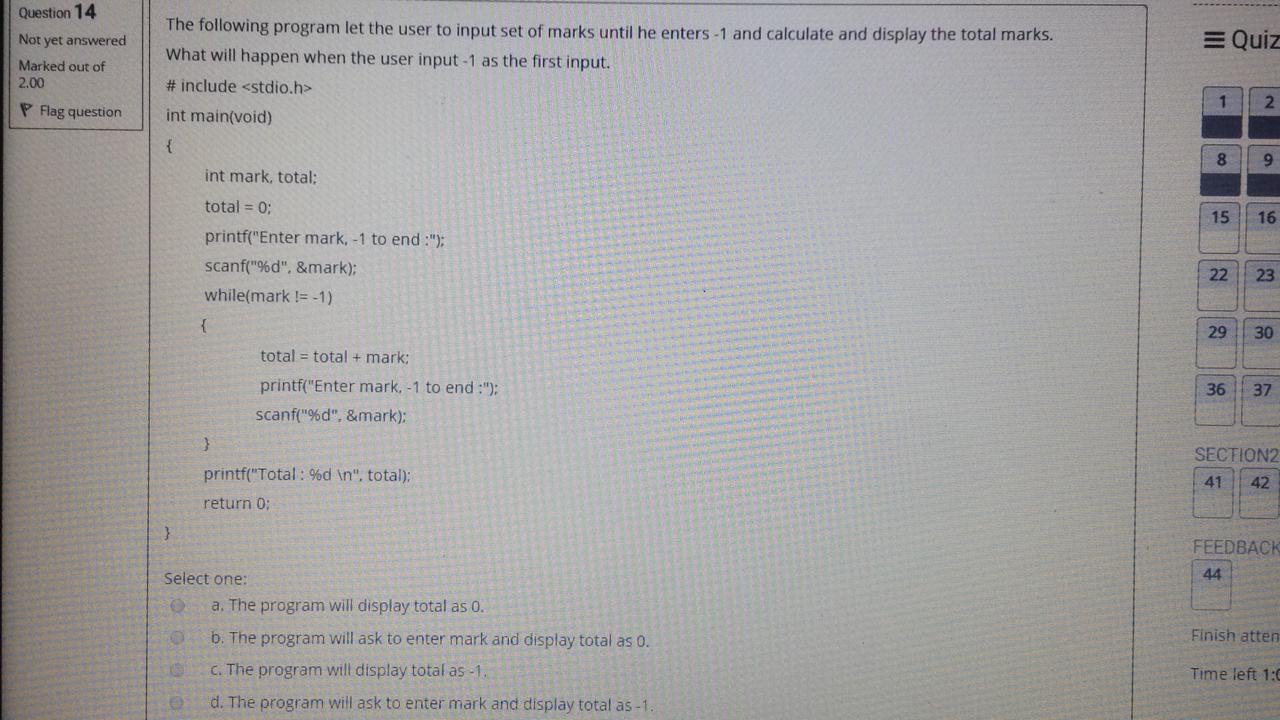 Question 14
Not yet answered
Marked out of
2.00
Flag question
The following program let the user to input set of marks until he enters -1 and calculate and display the total marks.
What will happen when the user input -1 as the first input.
# include <stdio.h>
int main(void)
{
int mark, total;
total = 0;
printf("Enter mark, -1 to end :");
scanf("%d", &mark);
while(mark != -1)
{
total = total + mark;
printf("Enter mark, -1 to end :");
scanf("%d", &mark);
}
printf("Total : %d \n", total);
return 0;
}
Select one:
a. The program will display total as 0.
b. The program will ask to enter mark and display total as 0.
c. The program will display total as -1.
d. The program will ask to enter mark and display total as -1.
Quiz
1 2
8 9
15 16
22 23
29 30
36 37
SECTION2
41 42
FEEDBACK
44
Finish atten
Time left 1: